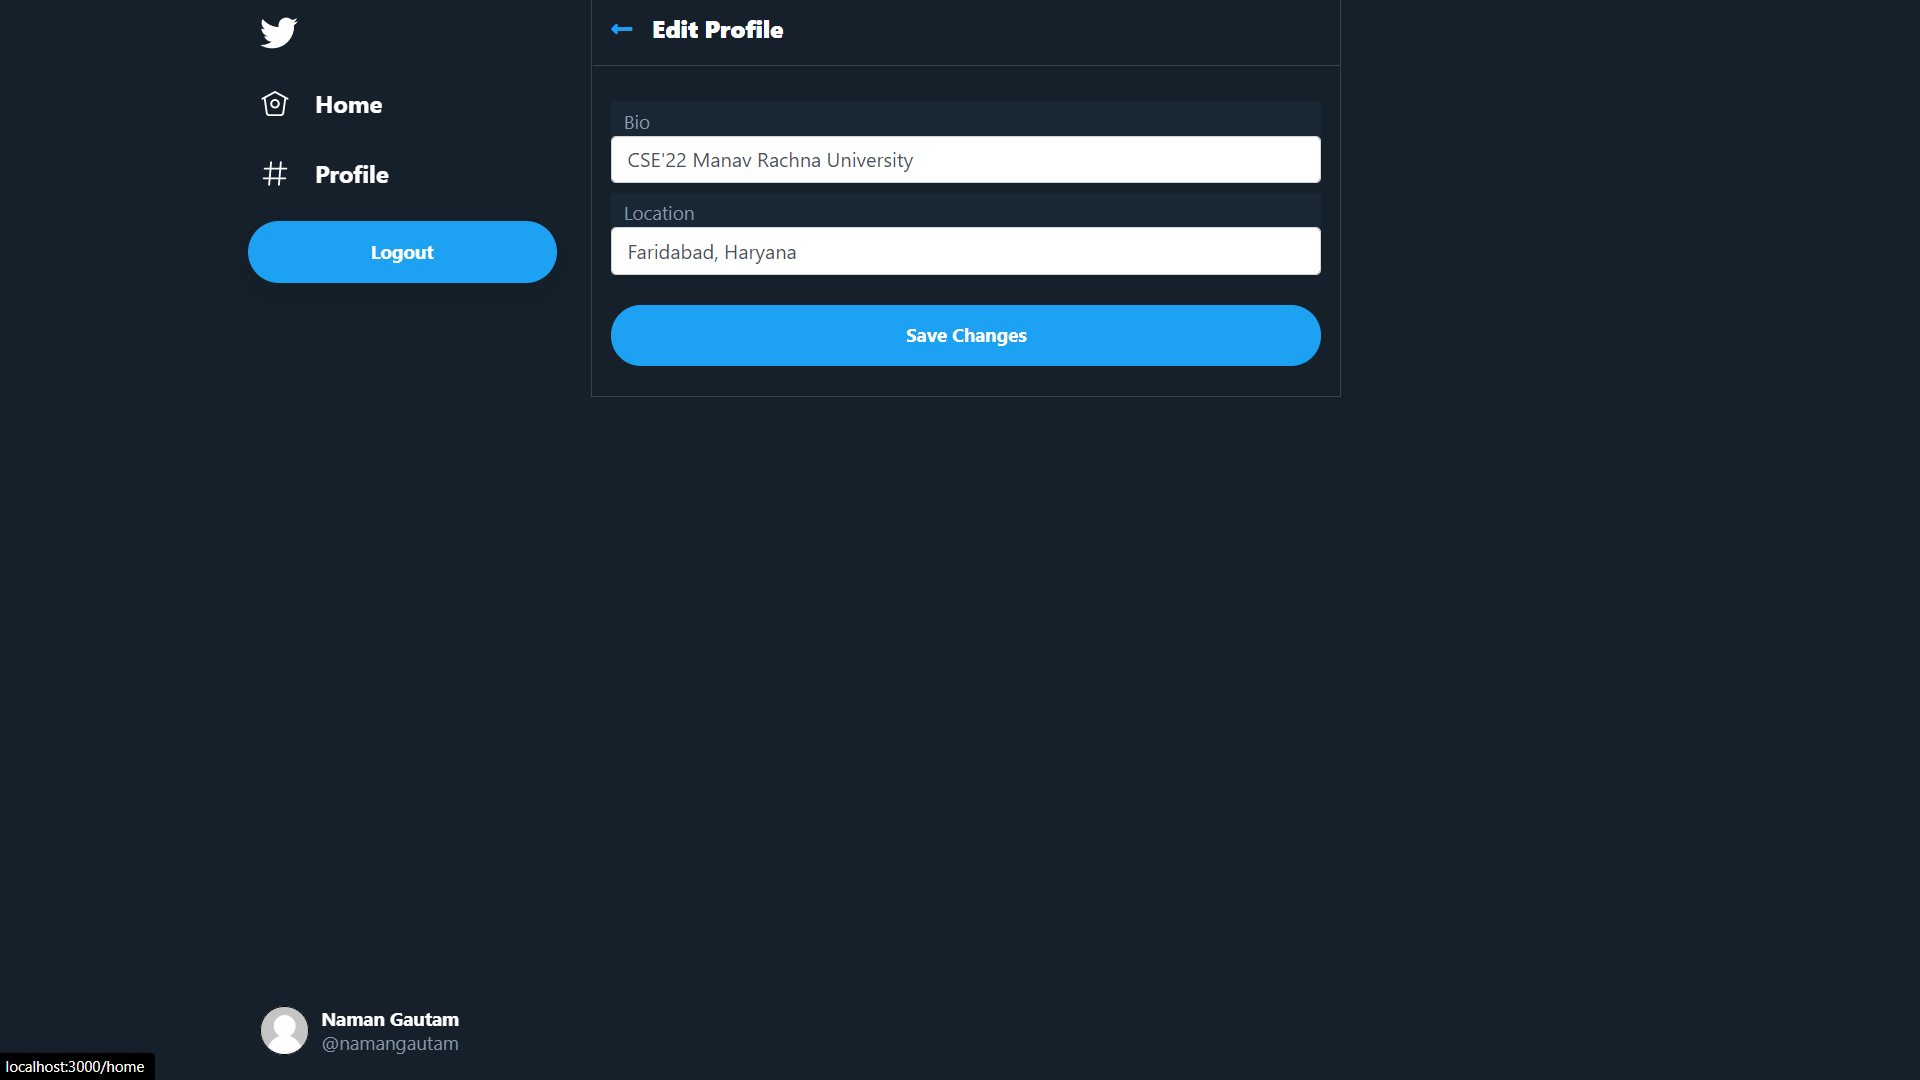 Edit Profile
Home
Profile
Logout
Bio
CSE'22 Manav Rachna University
Location
Faridabad, Haryana
Save Changes
Naman Gautam
@namangautam
localhost:3000/home